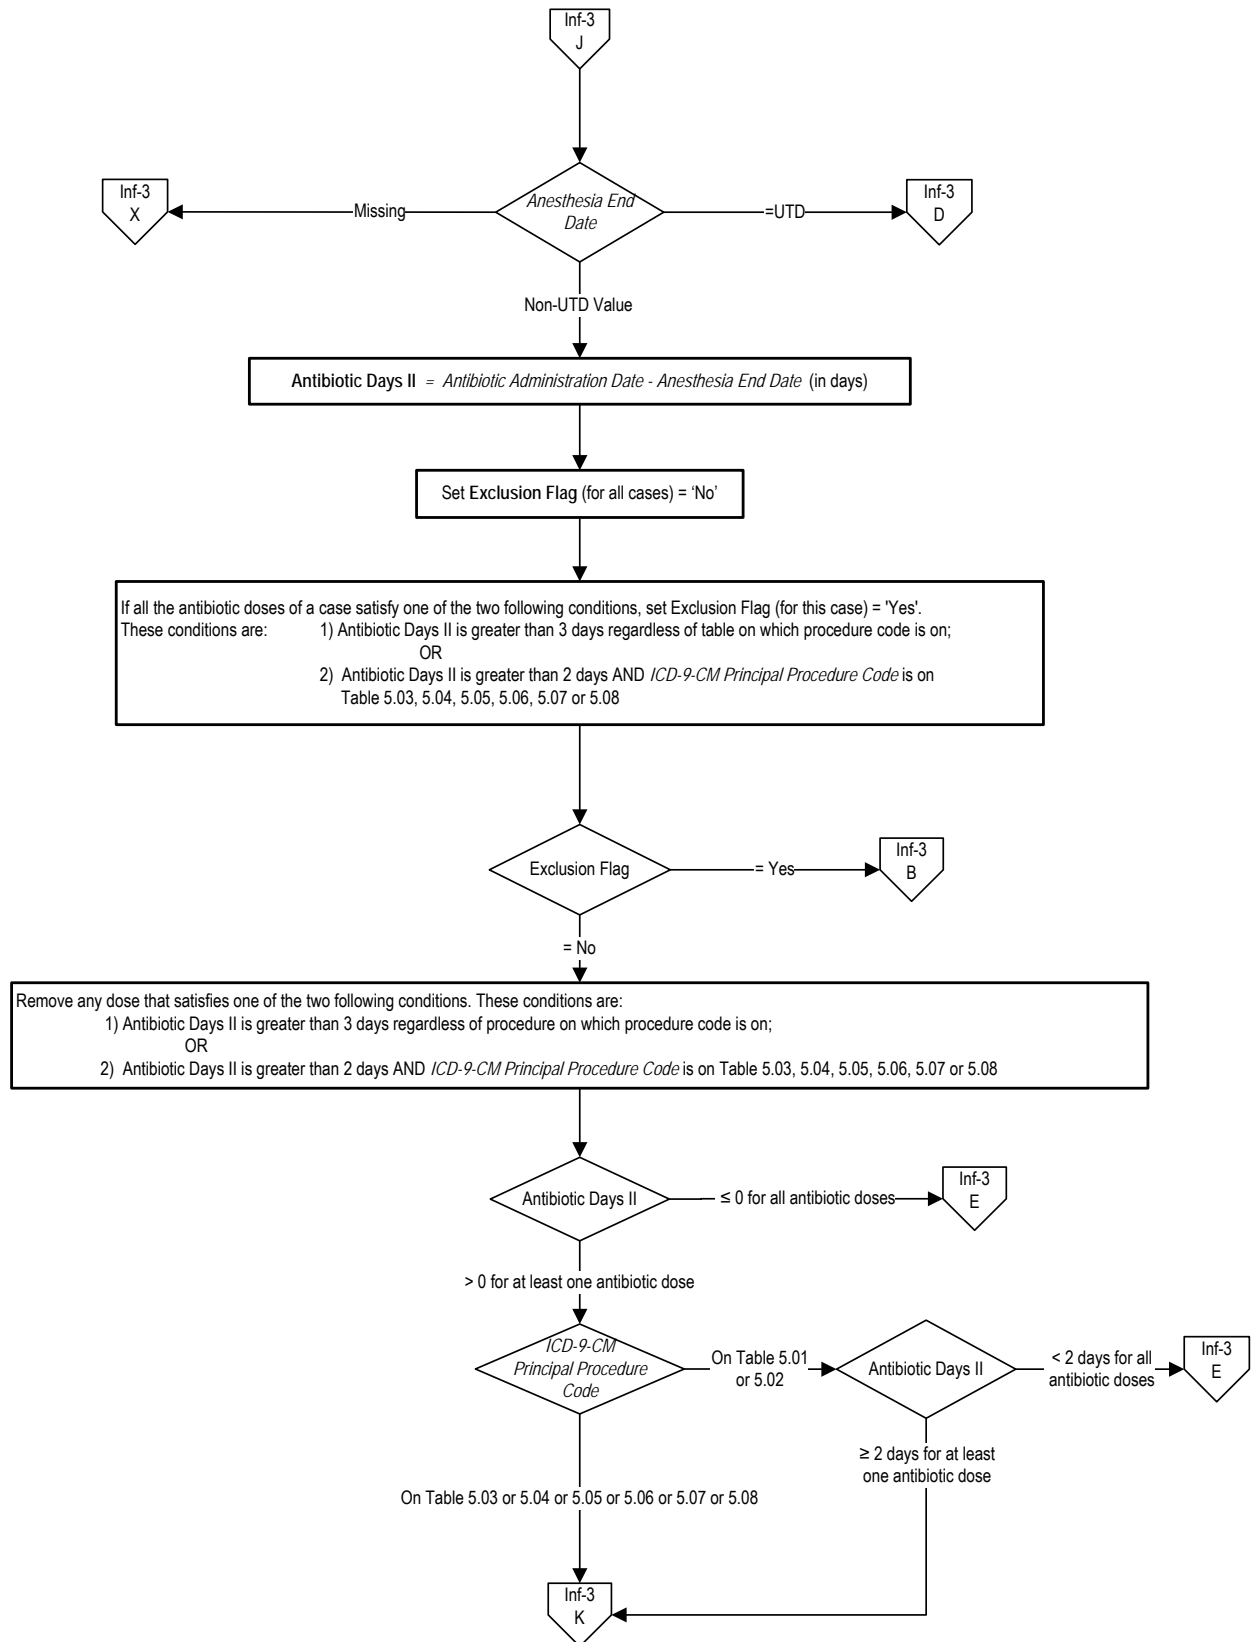 Inf-3
J
Anesthesia End
Date
Missing
Inf-3
X
=UTD
Inf-3
D
Non-UTD Value
Antibiotic Days II = Antibiotic Administration Date - Anesthesia End Date (in days)
Set Exclusion Flag (for all cases) = ‘No’
If all the antibiotic doses of a case satisfy one of the two following conditions, set Exclusion Flag (for this case) = 'Yes'.
These conditions are: 1) Antibiotic Days II is greater than 3 days regardless of table on which procedure code is on;
OR
2) Antibiotic Days II is greater than 2 days AND ICD-9-CM Principal Procedure Code is on
Table 5.03, 5.04, 5.05, 5.06, 5.07 or 5.08
Exclusion Flag
= Yes
Inf-3
B
= No
Remove any dose that satisfies one of the two following conditions. These conditions are:
1) Antibiotic Days II is greater than 3 days regardless of procedure on which procedure code is on;
OR
2) Antibiotic Days II is greater than 2 days AND ICD-9-CM Principal Procedure Code is on Table 5.03, 5.04, 5.05, 5.06, 5.07 or 5.08
Antibiotic Days II
≤ 0 for all antibiotic doses
Inf-3
E
> 0 for at least one antibiotic dose
ICD-9-CM
Principal Procedure
Code
On Table 5.01
or 5.02
Antibiotic Days II
< 2 days for all
antibiotic doses
Inf-3
E
≥ 2 days for at least
one antibiotic dose
On Table 5.03 or 5.04 or 5.05 or 5.06 or 5.07 or 5.08
Inf-3
K